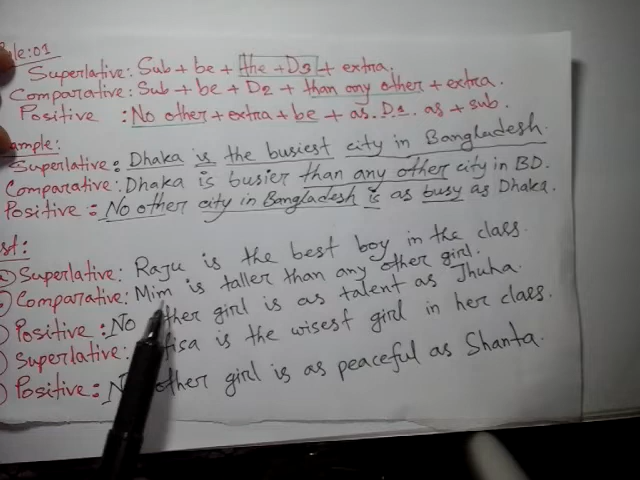 le:01
Superlative: Sub + be + the + D3 + extra.
Comparative: Sub + be + D2 + than any other + extra.
Positive : No other + extra + be + as. D1. as + sub.
ample:
Superlative: Dhaka is the busiest city in Bangladesh.
Comparative: Dhaka is busier than any other city in BD.
Positive : No other city in Bangladesh is as busy as Dhaka.
st:
Superlative: Raju is the best boy in the class.
Comparative: Mim is taller than any other girl.
Positive : No ther girl is as talent as Jhuha.
Superlative: isa is the wisest girl in her class.
Positive : N other girl is as peaceful as Shanta.